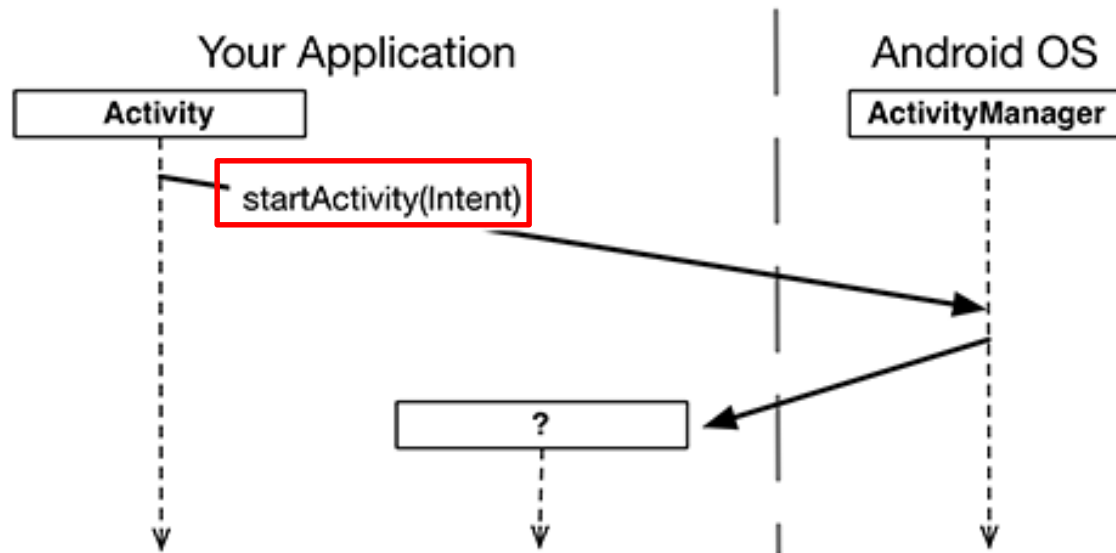 Your Application
Android OS
Activity
ActivityManager
startActivity(Intent)
?